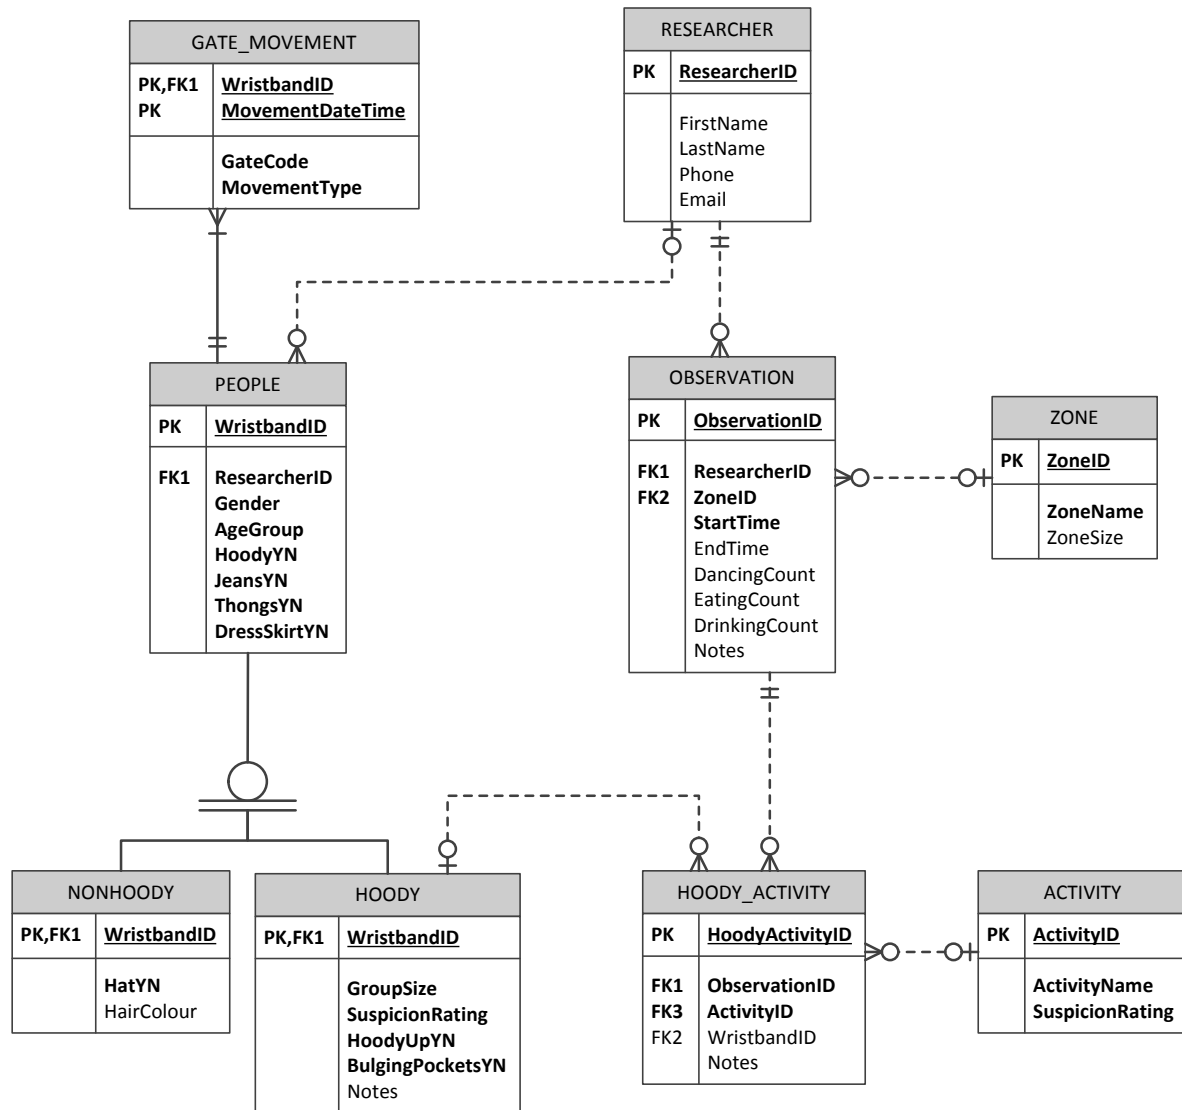 GATE_MOVEMENT
PK,FK1 WristbandID
PK MovementDateTime
GateCode
MovementType
RESEARCHER
PK ResearcherID
FirstName
LastName
Phone
Email
PEOPLE
PK WristbandID
FK1 ResearcherID
Gender
AgeGroup
HoodyYN
JeansYN
ThongsYN
DressSkirtYN
OBSERVATION
PK ObservationID
FK1 ResearcherID
FK2 ZoneID
StartTime
EndTime
DancingCount
EatingCount
DrinkingCount
Notes
ZONE
PK ZoneID
ZoneName
ZoneSize
NONHOODY
PK,FK1 WristbandID
HatYN
HairColour
HOODY
PK,FK1 WristbandID
GroupSize
SuspicionRating
HoodyUpYN
BulgingPocketsYN
Notes
HOODY_ACTIVITY
PK HoodyActivityID
FK1 ObservationID
FK3 ActivityID
FK2 WristbandID
Notes
ACTIVITY
PK ActivityID
ActivityName
SuspicionRating